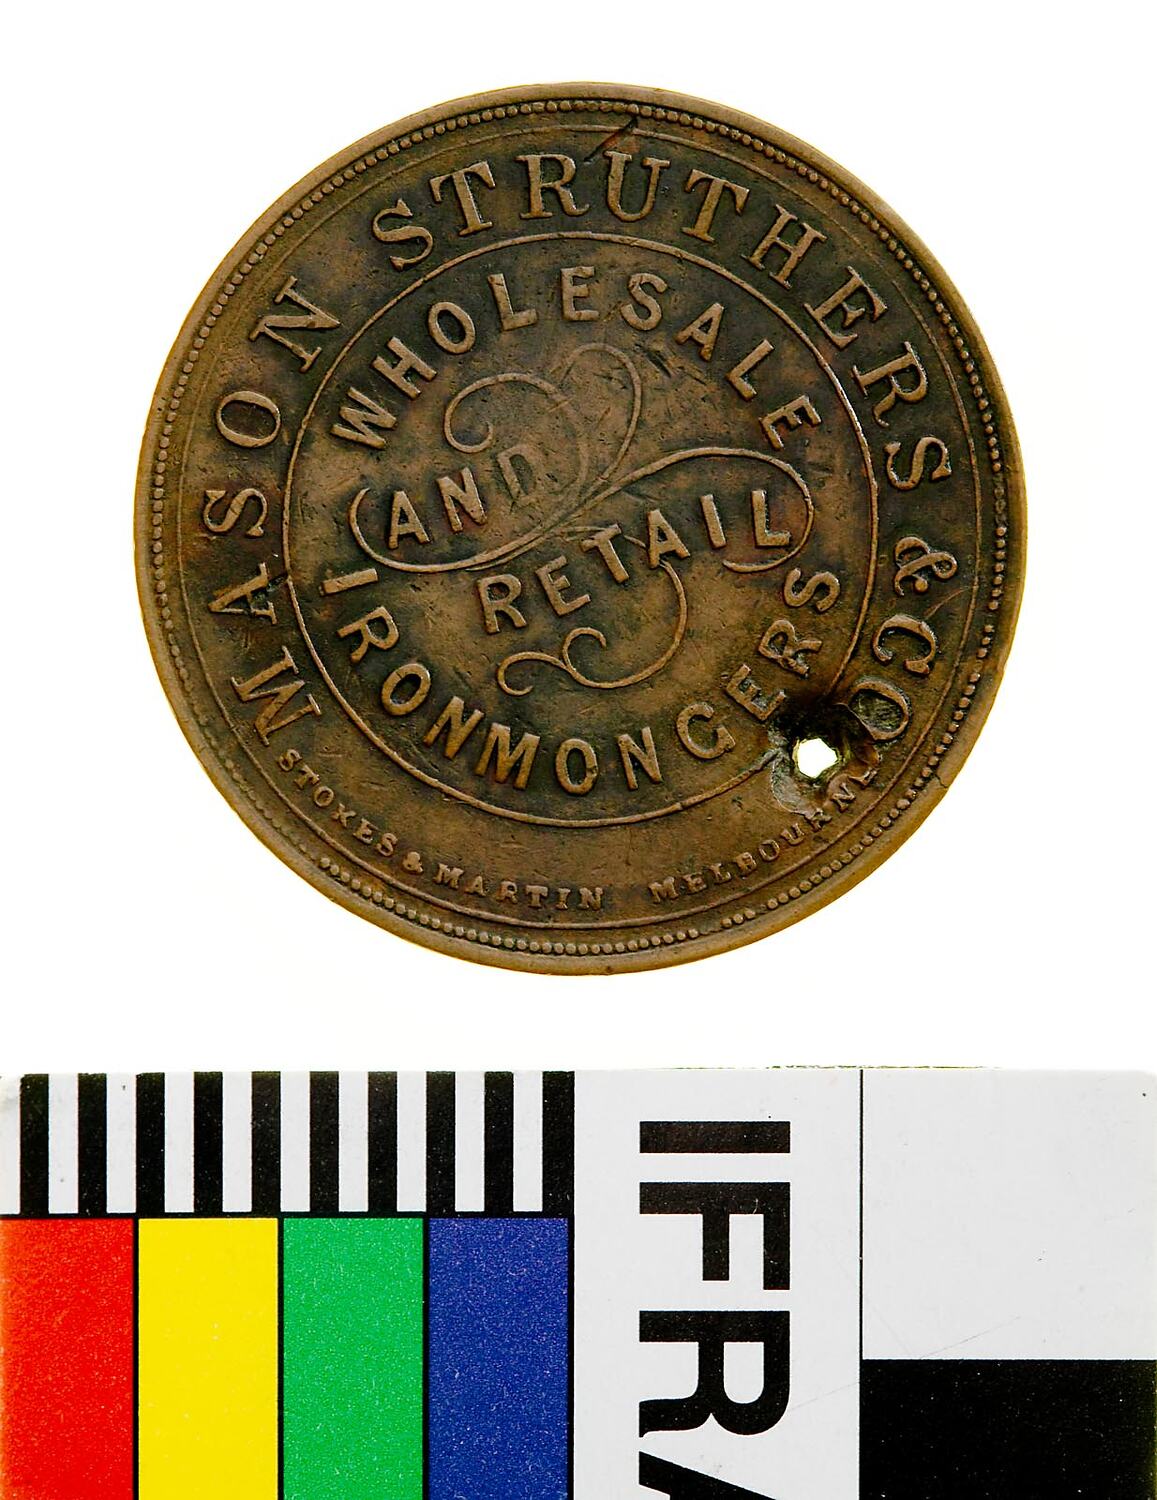 MASON STRUTHERS & CO
WHOLESALE
AND
RETAIL
IRONMONGERS
STOKES & MARTIN MELBOURNE
IFRA